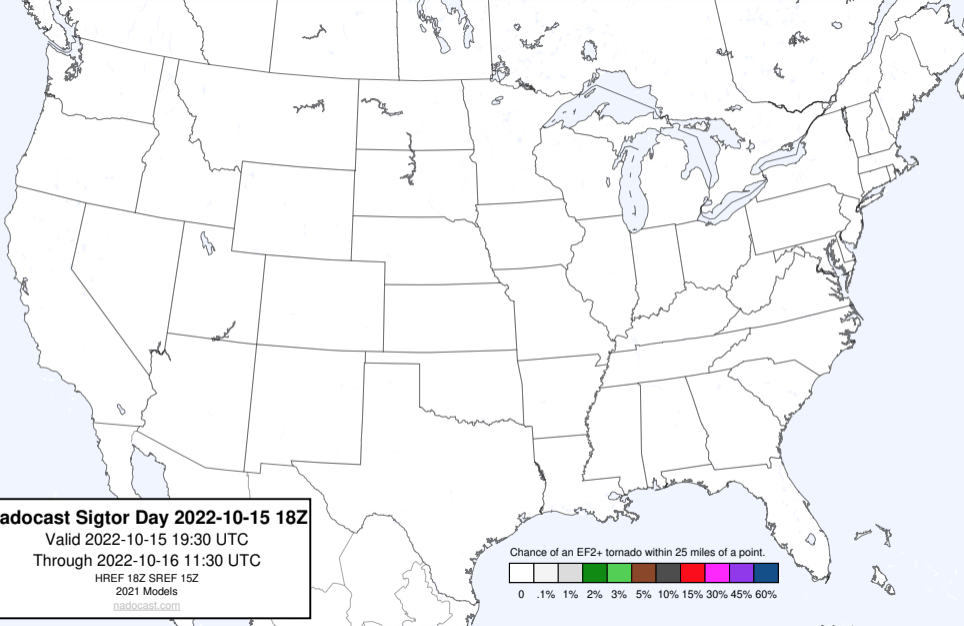 adocast Sigtor Day 2022-10-15 18Z
Valid 2022-10-15 19:30 UTC
Through 2022-10-16 11:30 UTC
HREF 18Z SREF 15Z
2021 Models
nadocast.com
Chance of an EF2+ tornado within 25 miles of a point.
0 .1% 1% 2% 3% 5% 10% 15% 30% 45% 60%